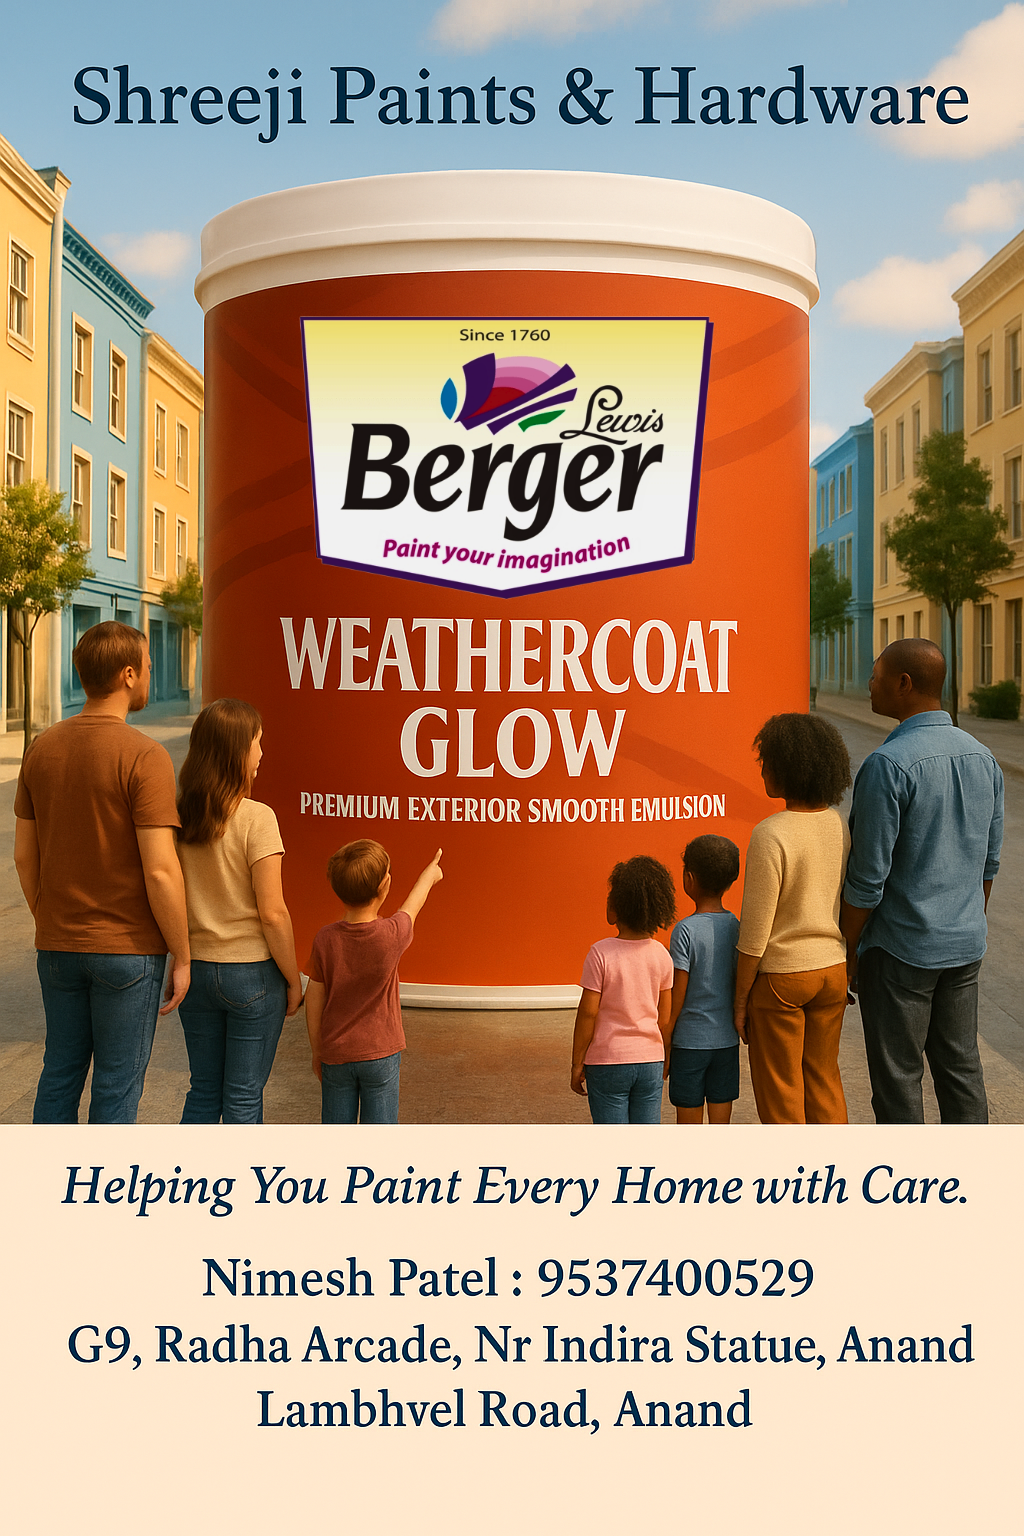 Shreeji Paints & Hardware
Since 1760
Lewis
Berger
Paint your imagination
WEATHERCOAT
GLOW
PREMIUM EXTERIOR SMOOTH EMULSION
Helping You Paint Every Home with Care.
Nimesh Patel : 9537400529
G9, Radha Arcade, Nr Indira Statue, Anand
Lambhvel Road, Anand